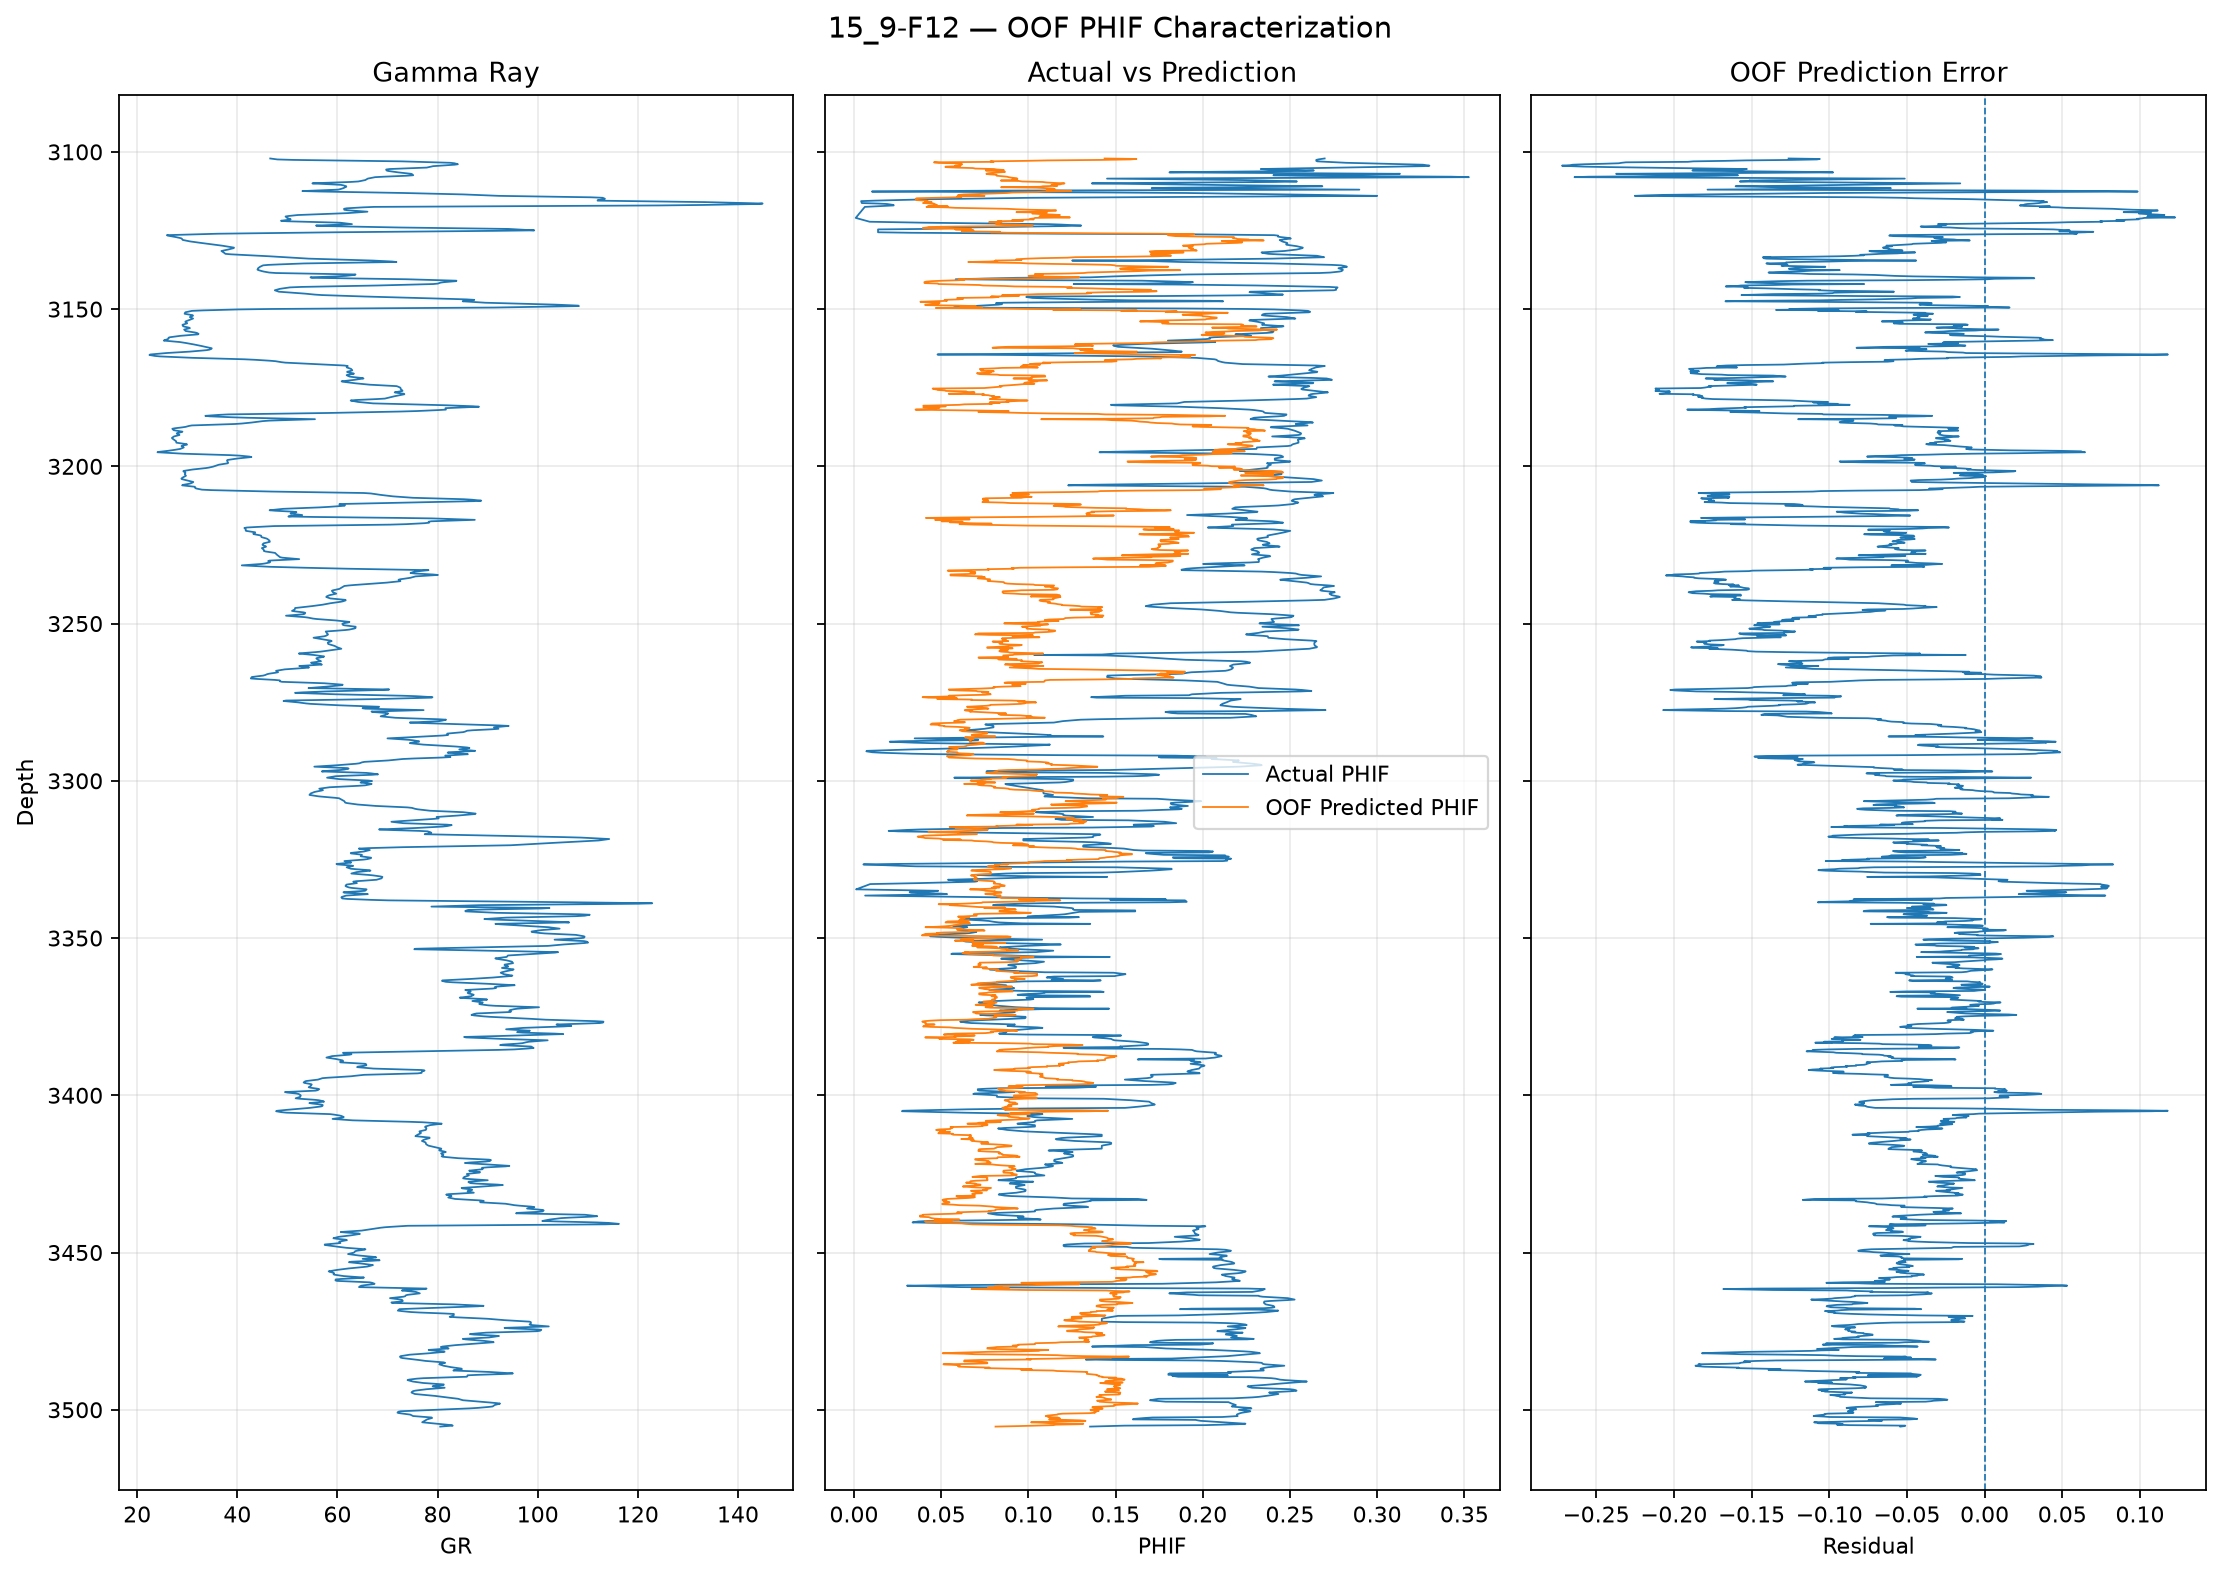 15_9-F12 — OOF PHIF Characterization
Gamma Ray
Actual vs Prediction
OOF Prediction Error
3100
3150
3200
3250
3300
3350
3400
3450
3500
Depth
Actual PHIF
OOF Predicted PHIF
20 40 60 80 100 120 140
0.00 0.05 0.10 0.15 0.20 0.25 0.30 0.35
−0.25 −0.20 −0.15 −0.10 −0.05 0.00 0.05 0.10
GR
PHIF
Residual